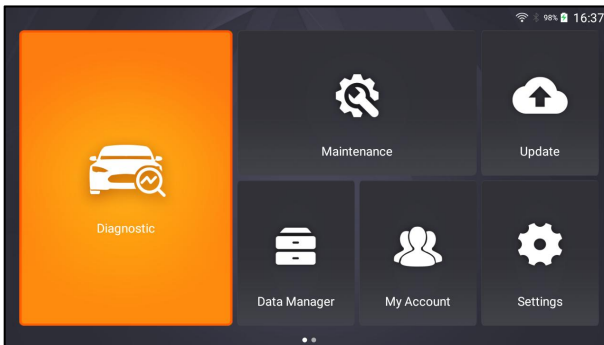 98% 16:37
Maintenance
Update
Diagnostic
Data Manager
My Account
Settings